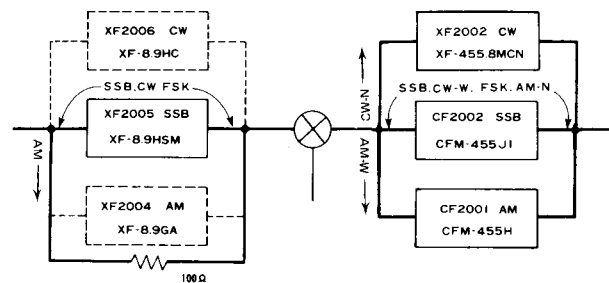 XF2006 CW
XF-8.9HC
SSB.CW FSK.
XF2005 SSB
XF-8.9HSM
AM
XF2004 AM
XF-8.9GA
100Ω
XF2002 CW
XF-455.8MCN
CW-N
SSB.CW-W. FSK. AM-N
CF2002 SSB
CFM-455J1
AM-W
CF2001 AM
CFM-455H